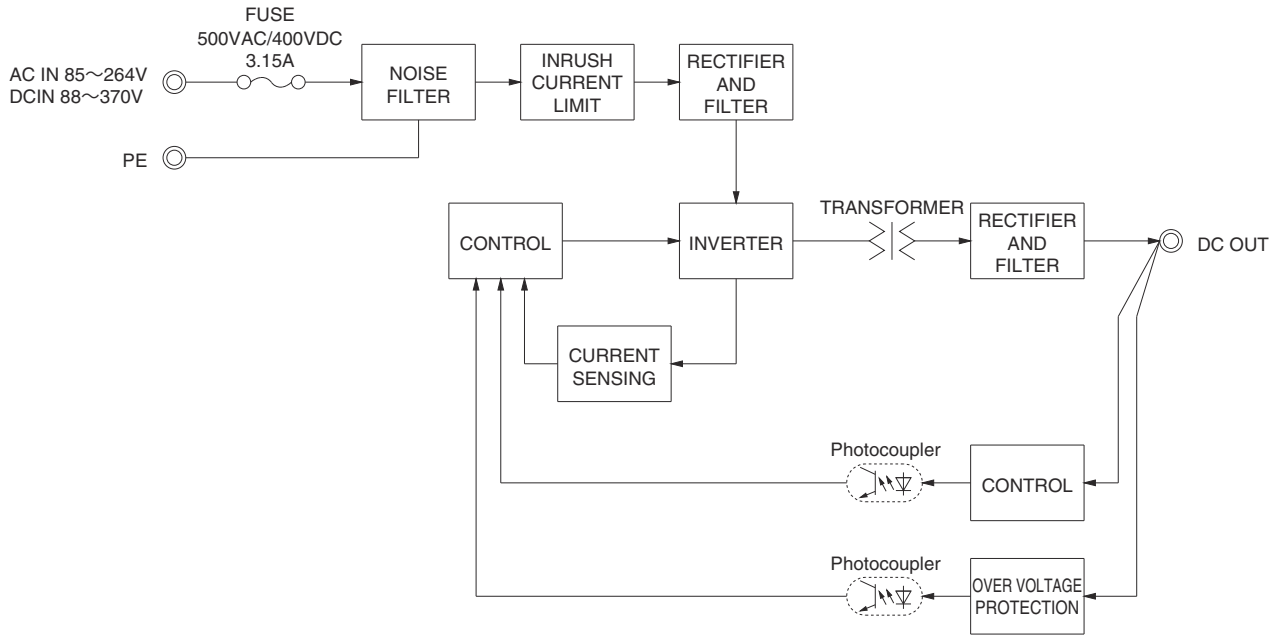 FUSE
500VAC/400VDC
3.15A
AC IN 85～264V
DCIN 88～370V
NOISE
FILTER
INRUSH
CURRENT
LIMIT
RECTIFIER
AND
FILTER
PE
CONTROL
INVERTER
TRANSFORMER
RECTIFIER
AND
FILTER
DC OUT
CURRENT
SENSING
Photocoupler
CONTROL
Photocoupler
OVER VOLTAGE
PROTECTION